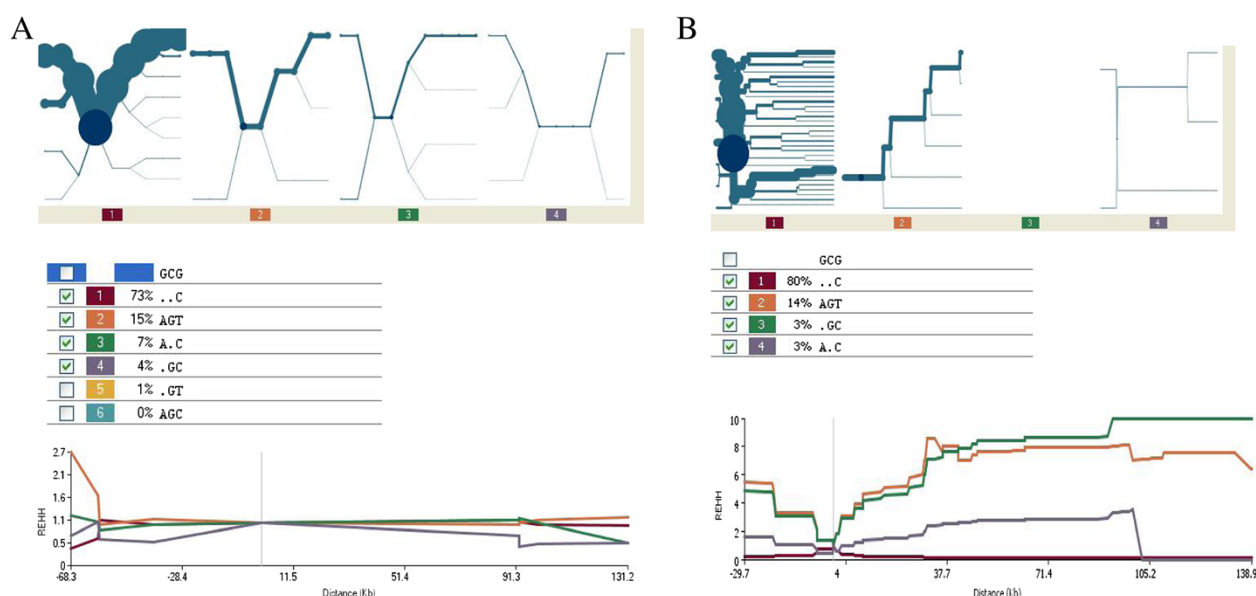 A
1 2 3 4
GCG
1 73% ..C
2 15% AGT
3 7% A.C
4 4% .GC
5 1% .GT
6 0% AGC
2.7
2.1
1.6
1.1
0.5
0
REHH
-68.3 -28.4 11.5 51.4 91.3 131.2
Distance (Kb)
B
1 2 3 4
GCG
1 80% ..C
2 14% AGT
3 3% .GC
4 3% A.C
10
8
6
4
2
0
REHH
-29.7 4 37.7 71.4 105.2 138.9
Distance (Kb)